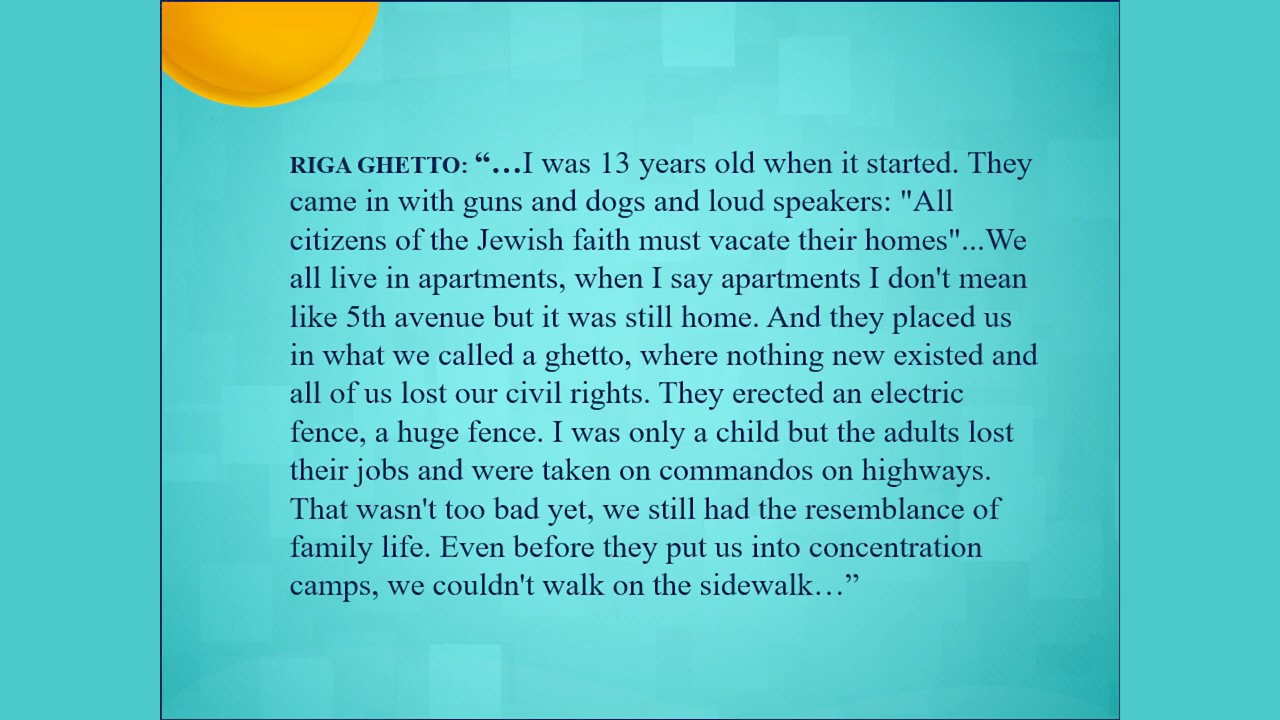 RIGA GHETTO: “…I was 13 years old when it started. They
came in with guns and dogs and loud speakers: "All
citizens of the Jewish faith must vacate their homes"...We
all live in apartments, when I say apartments I don't mean
like 5th avenue but it was still home. And they placed us
in what we called a ghetto, where nothing new existed and
all of us lost our civil rights. They erected an electric
fence, a huge fence. I was only a child but the adults lost
their jobs and were taken on commandos on highways.
That wasn't too bad yet, we still had the resemblance of
family life. Even before they put us into concentration
camps, we couldn't walk on the sidewalk…”